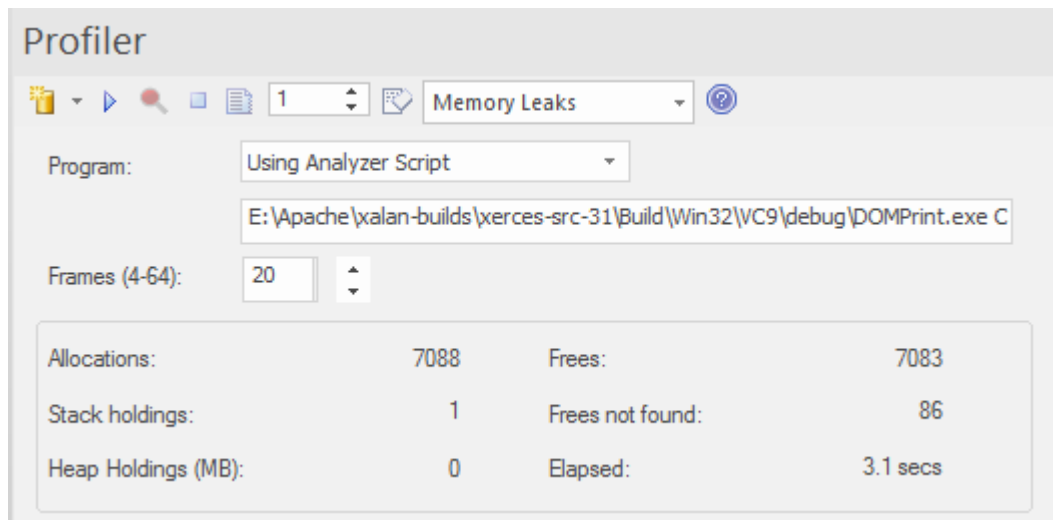 Profiler
1 Memory Leaks
Program: Using Analyzer Script
E:\Apache\xalan-builds\xerces-src-31\Build\Win32\VC9\debug\DOMPrint.exe C
Frames (4-64): 20
Allocations: 7088 Frees: 7083
Stack holdings: 1 Frees not found: 86
Heap Holdings (MB): 0 Elapsed: 3.1 secs